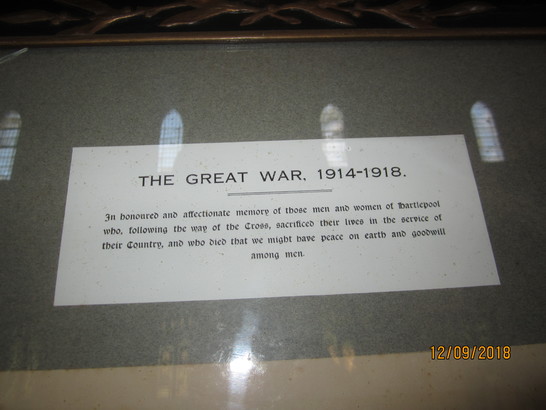 THE GREAT WAR, 1914-1918.
In honoured and affectionate memory of those men and women of Hartlepool
who, following the way of the Cross, sacrificed their lives in the service of
their Country, and who died that we might have peace on earth and goodwill
among men.
12/09/2018